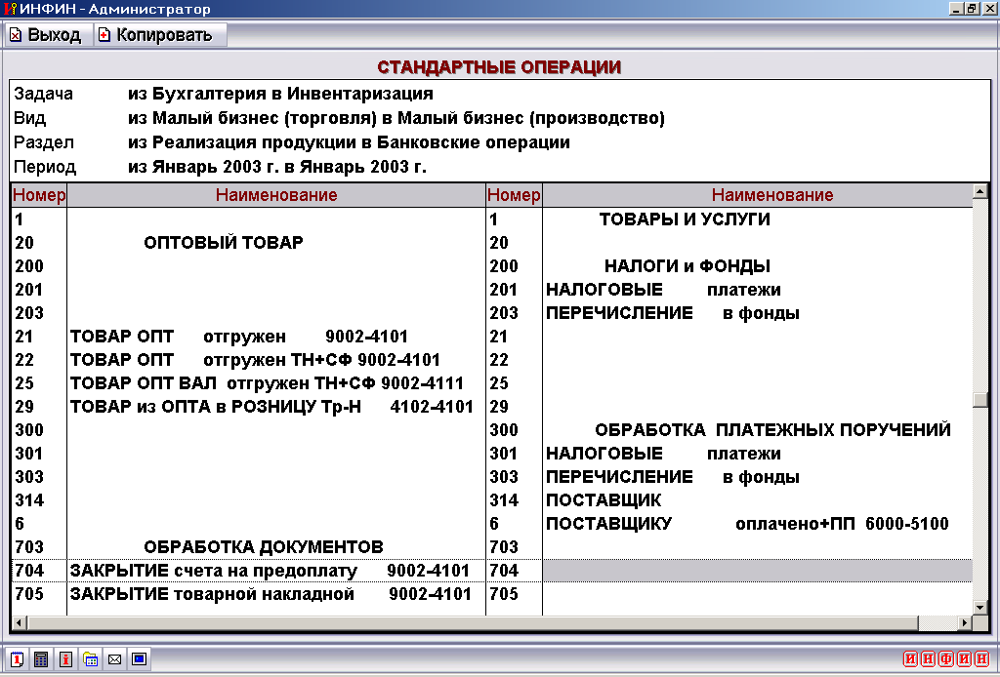 ИНФИН - Администратор
Выход Копировать
СТАНДАРТНЫЕ ОПЕРАЦИИ
Задача из Бухгалтерия в Инвентаризация
Вид из Малый бизнес (торговля) в Малый бизнес (производство)
Раздел из Реализация продукции в Банковские операции
Период из Январь 2003 г. в Январь 2003 г.
Номер Наименование Номер Наименование
1 1 ТОВАРЫ И УСЛУГИ
20 ОПТОВЫЙ ТОВАР 20
200 200 НАЛОГИ и ФОНДЫ
201 201 НАЛОГОВЫЕ платежи
203 203 ПЕРЕЧИСЛЕНИЕ в фонды
21 ТОВАР ОПТ отгружен 9002-4101 21
22 ТОВАР ОПТ отгружен ТН+СФ 9002-4101 22
25 ТОВАР ОПТ ВАЛ отгружен ТН+СФ 9002-4111 25
29 ТОВАР из ОПТА в РОЗНИЦУ Тр-Н 4102-4101 29
300 300 ОБРАБОТКА ПЛАТЕЖНЫХ ПОРУЧЕНИЙ
301 301 НАЛОГОВЫЕ платежи
303 303 ПЕРЕЧИСЛЕНИЕ в фонды
314 314 ПОСТАВЩИК
6 6 ПОСТАВЩИКУ оплачено+ПП 6000-5100
703 ОБРАБОТКА ДОКУМЕНТОВ 703
704 ЗАКРЫТИЕ счета на предоплату 9002-4101 704
705 ЗАКРЫТИЕ товарной накладной 9002-4101 705
ИНФИН